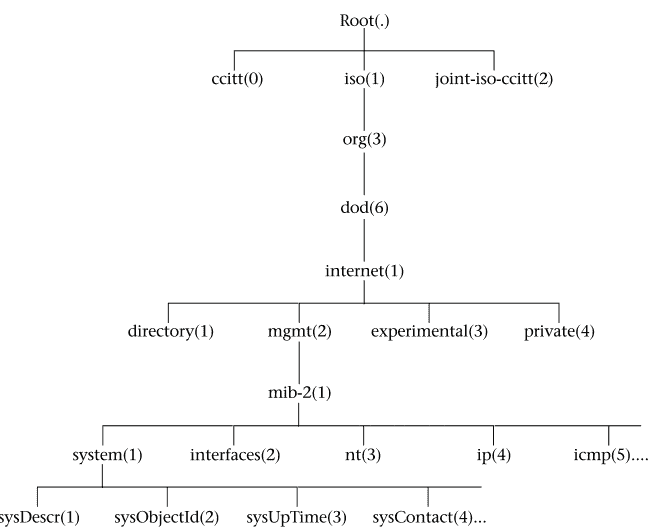 Root(.)
ccitt(0) iso(1) joint-iso-ccitt(2)
org(3)
dod(6)
internet(1)
directory(1) mgmt(2) experimental(3) private(4)
mib-2(1)
system(1) interfaces(2) nt(3) ip(4) icmp(5)....
sysDescr(1) sysObjectId(2) sysUpTime(3) sysContact(4)...